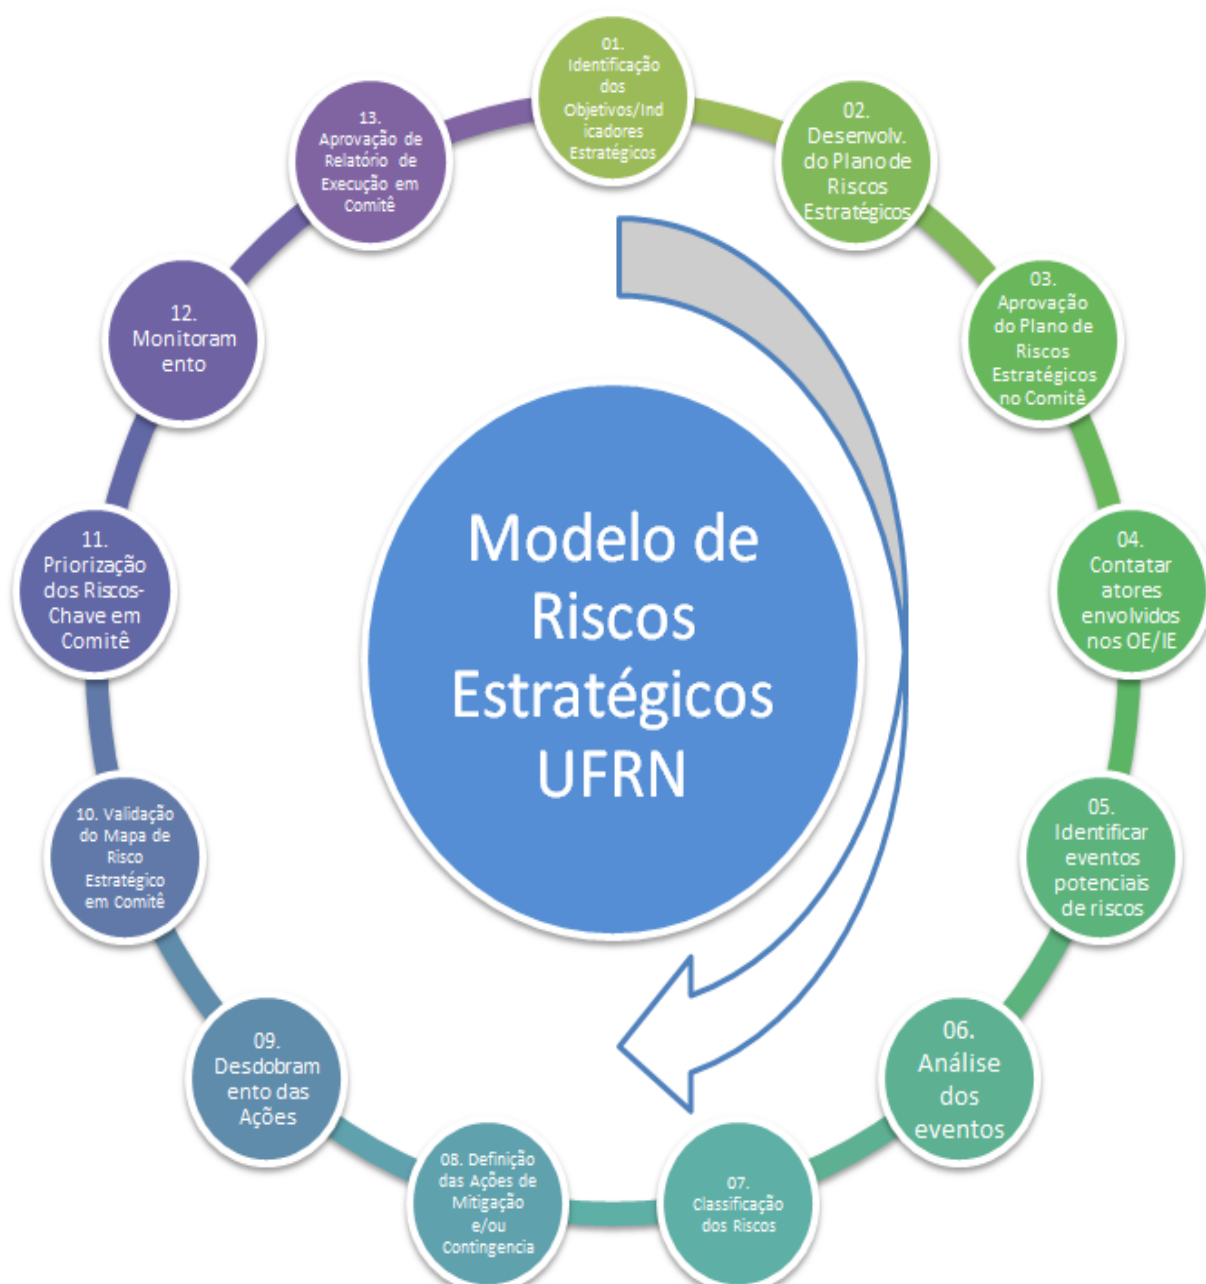 01.
Identificação
dos
Objetivos/Ind
icadores
Estratégicos
02.
Desenvolv.
do Plano de
Riscos
Estratégicos
03.
Aprovação
do Plano de
Riscos
Estratégicos
no Comitê
04.
Contatar
atores
envolvidos
nos OE/IE
05.
Identificar
eventos
potenciais
de riscos
06.
Análise
dos
eventos
07.
Classificação
dos Riscos
08. Definição
das Ações de
Mitigação
e/ou
Contingencia
09.
Desdobram
ento das
Ações
10. Validação
do Mapa de
Risco
Estratégico
em Comitê
11.
Priorização
dos Riscos-
Chave em
Comitê
12.
Monitoram
ento
13.
Aprovação de
Relatório de
Execução em
Comitê
Modelo de
Riscos
Estratégicos
UFRN